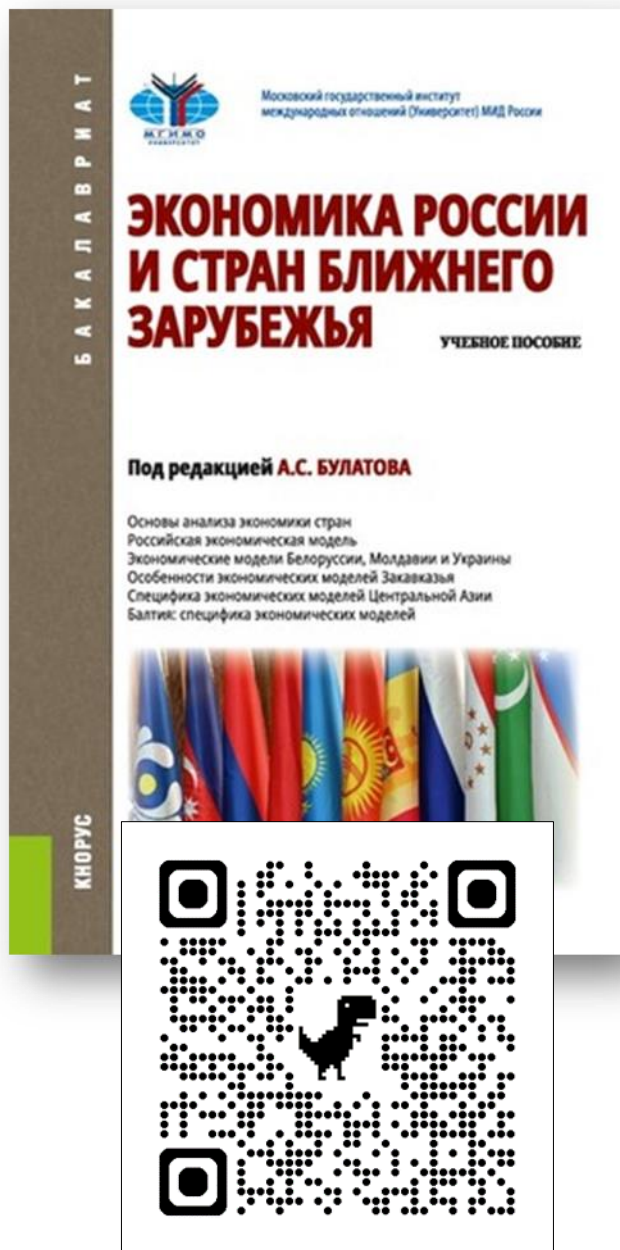 БАКАЛАВРИАТ
МГИМО
УНИВЕРСИТЕТ
Московский государственный институт
международных отношений (Университет) МИД России
ЭКОНОМИКА РОССИИ
И СТРАН БЛИЖНЕГО
ЗАРУБЕЖЬЯ
УЧЕБНОЕ ПОСОБИЕ
Под редакцией А.С. БУЛАТОВА
Основы анализа экономики стран
Российская экономическая модель
Экономические модели Белоруссии, Молдавии и Украины
Особенности экономических моделей Закавказья
Специфика экономических моделей Центральной Азии
Балтия: специфика экономических моделей
КНОРУС